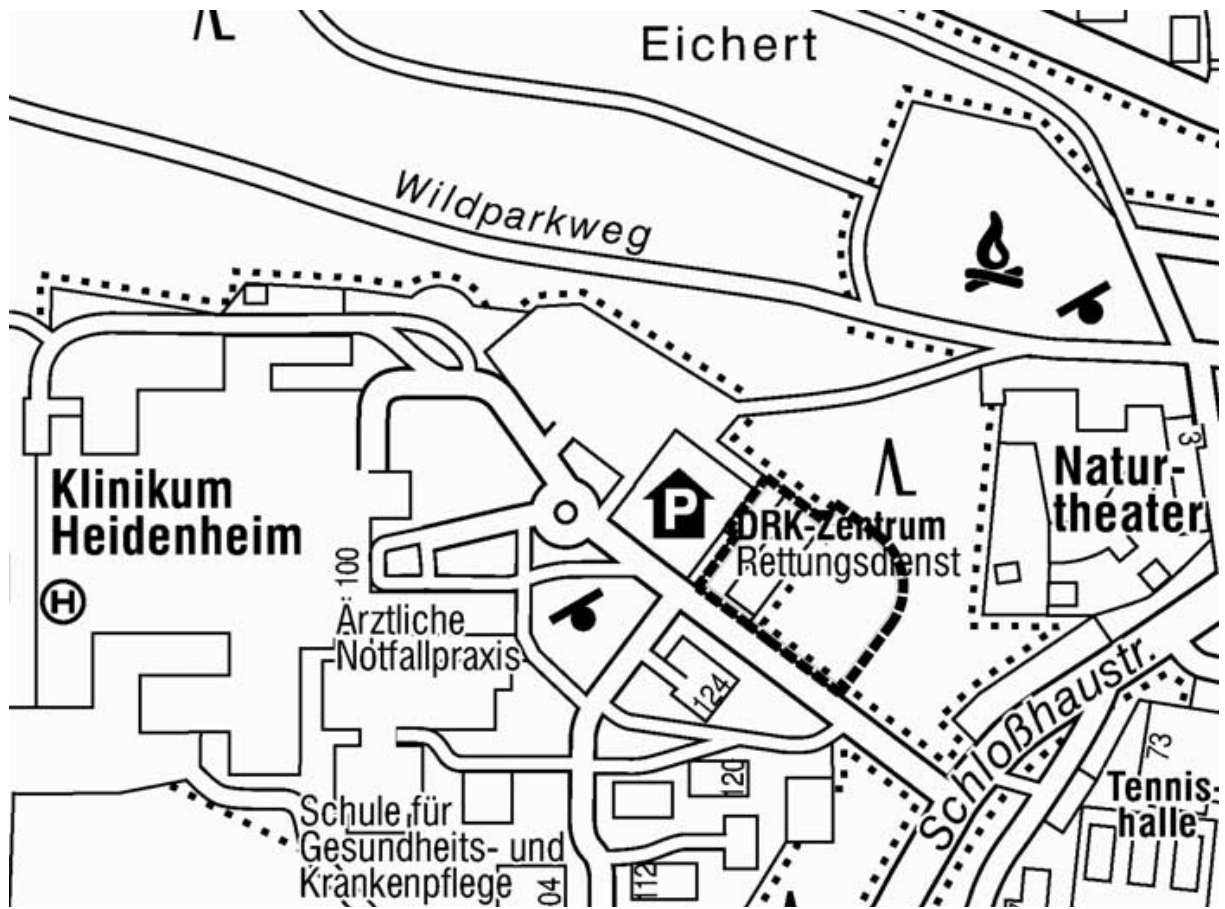 Eichert
Wildparkweg
Klinikum
Heidenheim
H
100
Ärztliche
Notfallpraxis
P
DRK-Zentrum
Rettungsdienst
Natur-
theater
3
124
120
112
Schloßhaustr.
73
Tennis-
halle
Schule für
Gesundheits- und
Krankenpflege